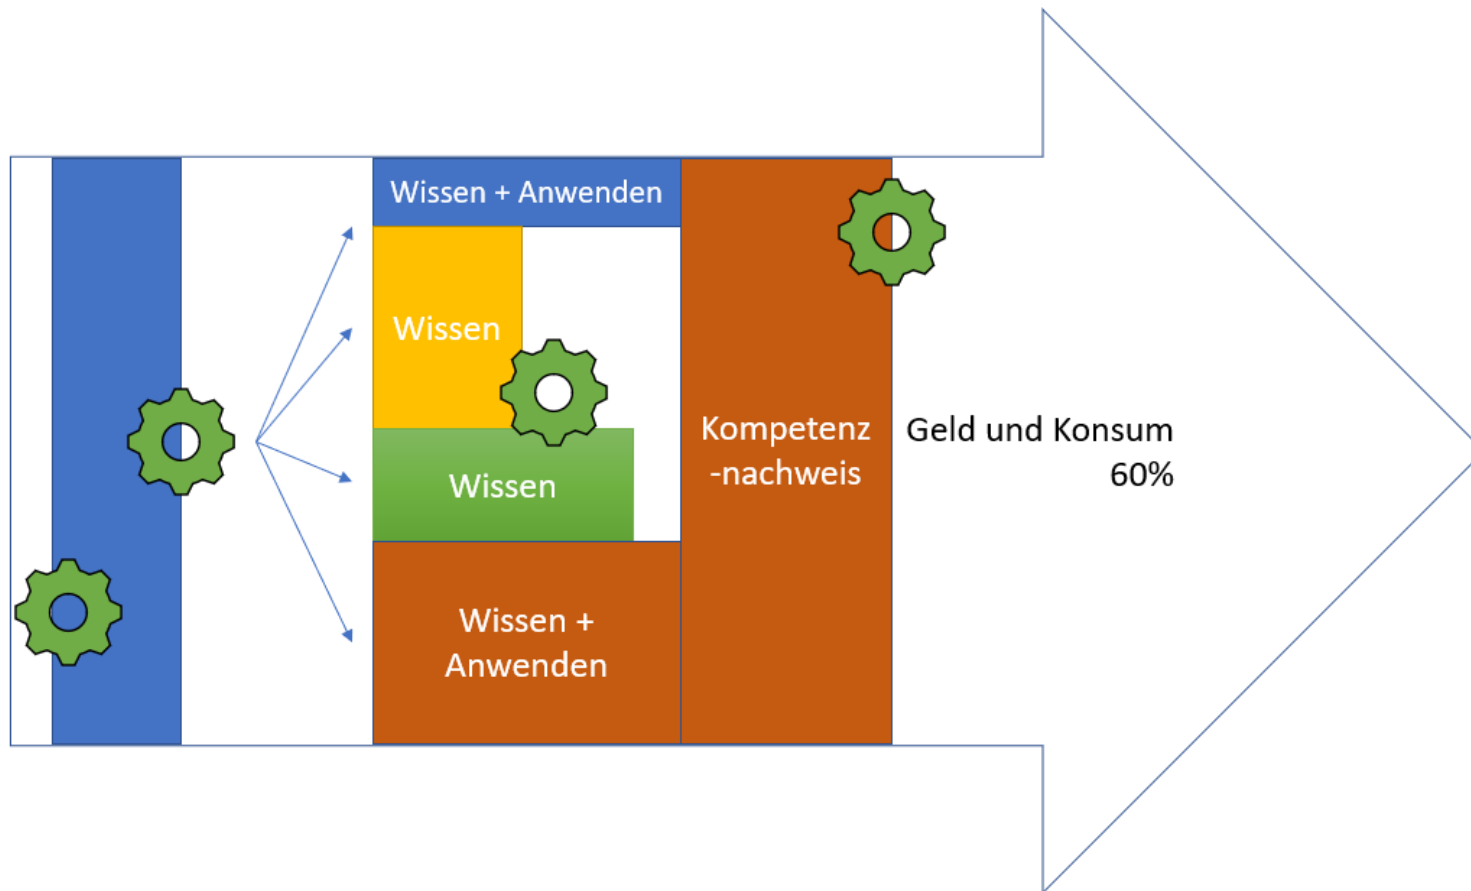 Wissen + Anwenden
Wissen
Wissen
Wissen +
Anwenden
Kompetenz
-nachweis
Geld und Konsum
60%